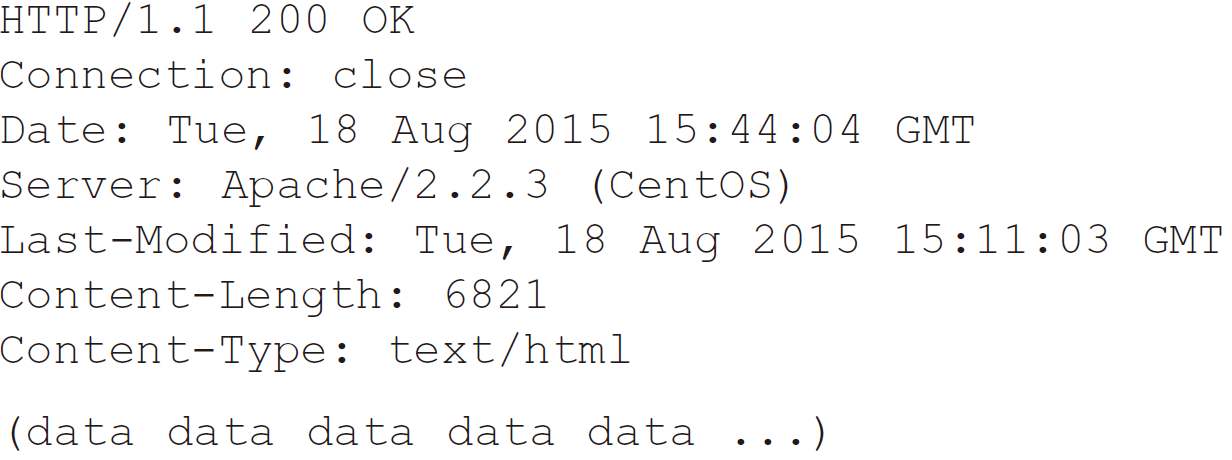 HTTP/1.1 200 OK
Connection: close
Date: Tue, 18 Aug 2015 15:44:04 GMT
Server: Apache/2.2.3 (CentOS)
Last-Modified: Tue, 18 Aug 2015 15:11:03 GMT
Content-Length: 6821
Content-Type: text/html
(data data data data data ...)